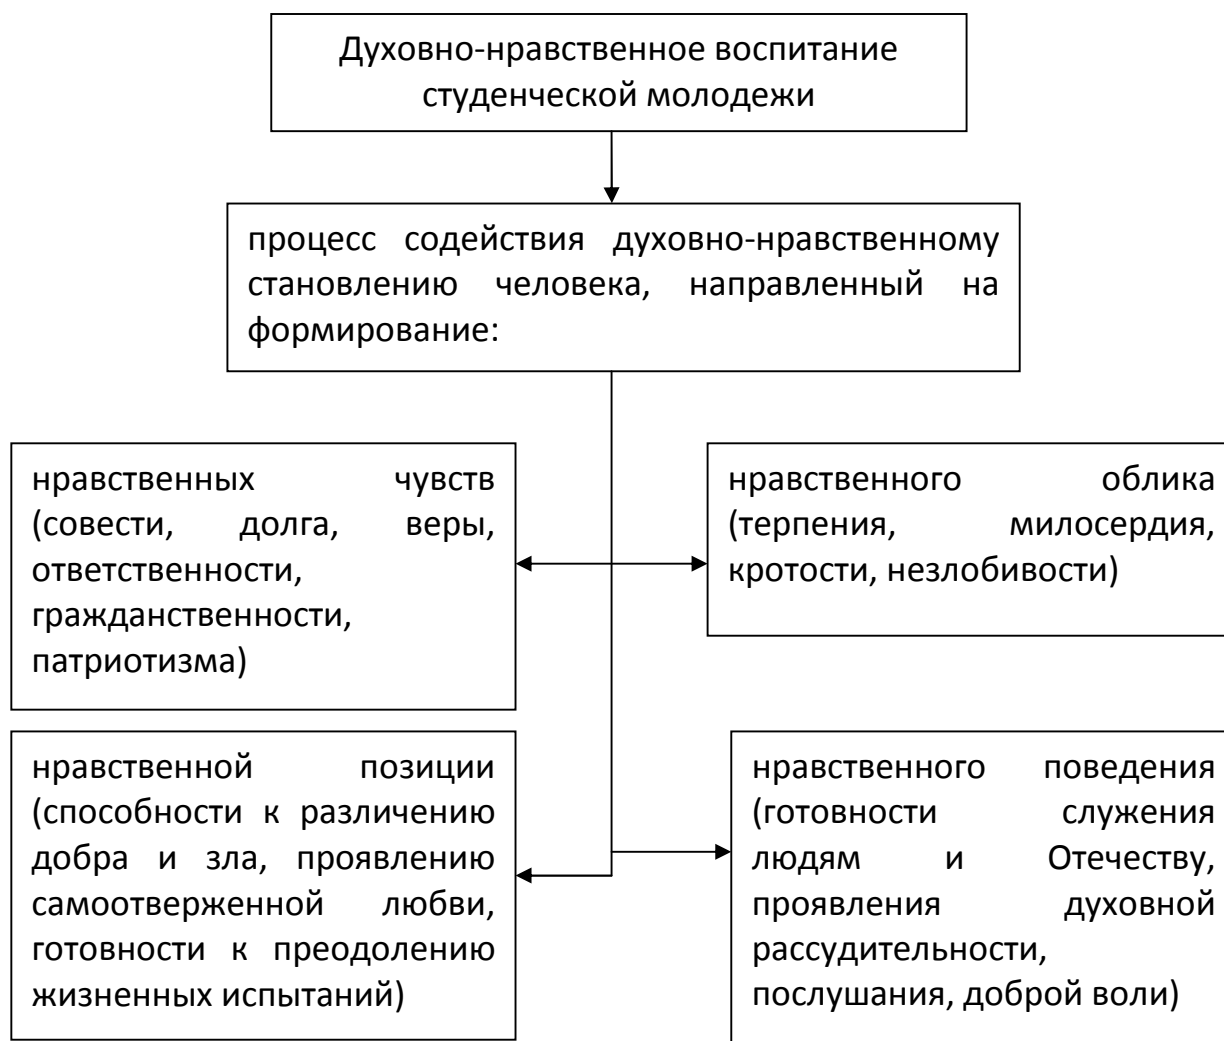 Духовно-нравственное воспитание
студенческой молодежи
процесс содействия духовно-нравственному
становлению человека, направленный на
формирование:
нравственных чувств
(совести, долга, веры,
ответственности,
гражданственности,
патриотизма)
нравственного облика
(терпения, милосердия,
кротости, незлобивости)
нравственной позиции
(способности к различению
добра и зла, проявлению
самоотверженной любви,
готовности к преодолению
жизненных испытаний)
нравственного поведения
(готовности служения
людям и Отечеству,
проявления духовной
рассудительности,
послушания, доброй воли)